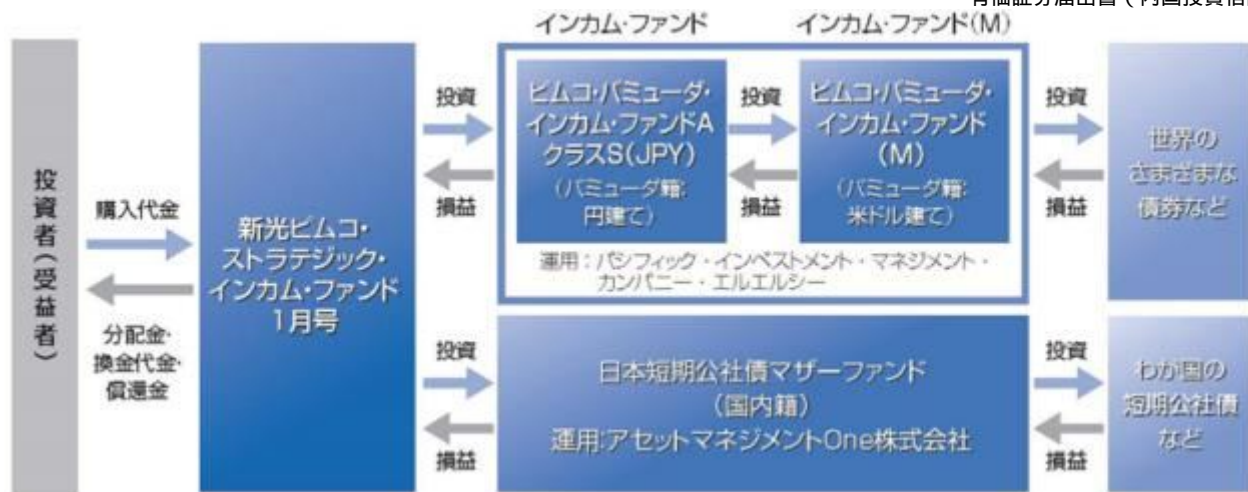 インカム・ファンド
インカム・ファンド(M)
投資者(受益者)
購入代金
分配金・
換金代金・
償還金
新光ピムコ・
ストラテジック・
インカム・ファンド
1月号
投資
損益
ピムコ・バミューダ・
インカム・ファンドA
クラスS(JPY)
(バミューダ籍:
円建て)
投資
損益
ピムコ・バミューダ・
インカム・ファンド
(M)
(バミューダ籍:
米ドル建て)
運用：パシフィック・インベストメント・マネジメント・
カンパニー・エルエルシー
投資
損益
世界の
さまざまな
債券など
投資
損益
日本短期公社債マザーファンド
(国内籍)
運用:アセットマネジメントOne株式会社
投資
損益
わが国の
短期公社債
など